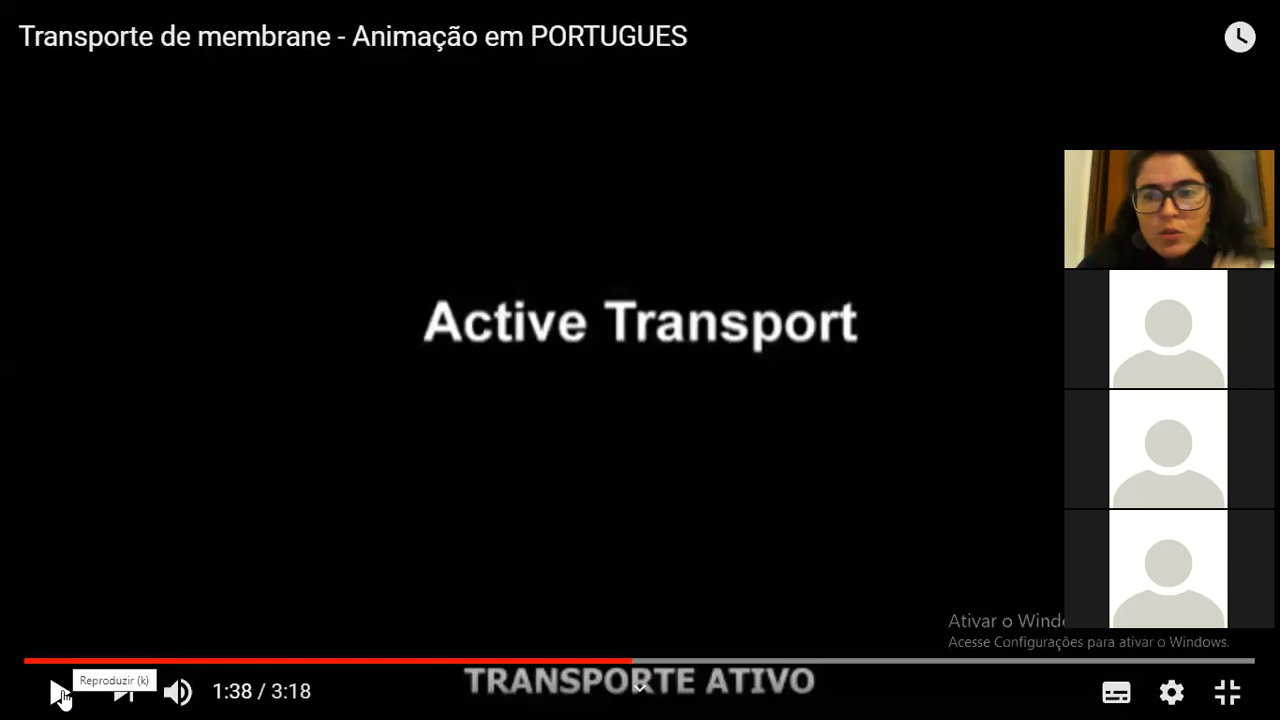 Transporte de membrane - Animação em PORTUGUES
Active Transport
Ativar o Wind
Acesse Configurações para ativar o Windows.
Reproduzir (k)
1:38 / 3:18
TRANSPORTE ATIVO